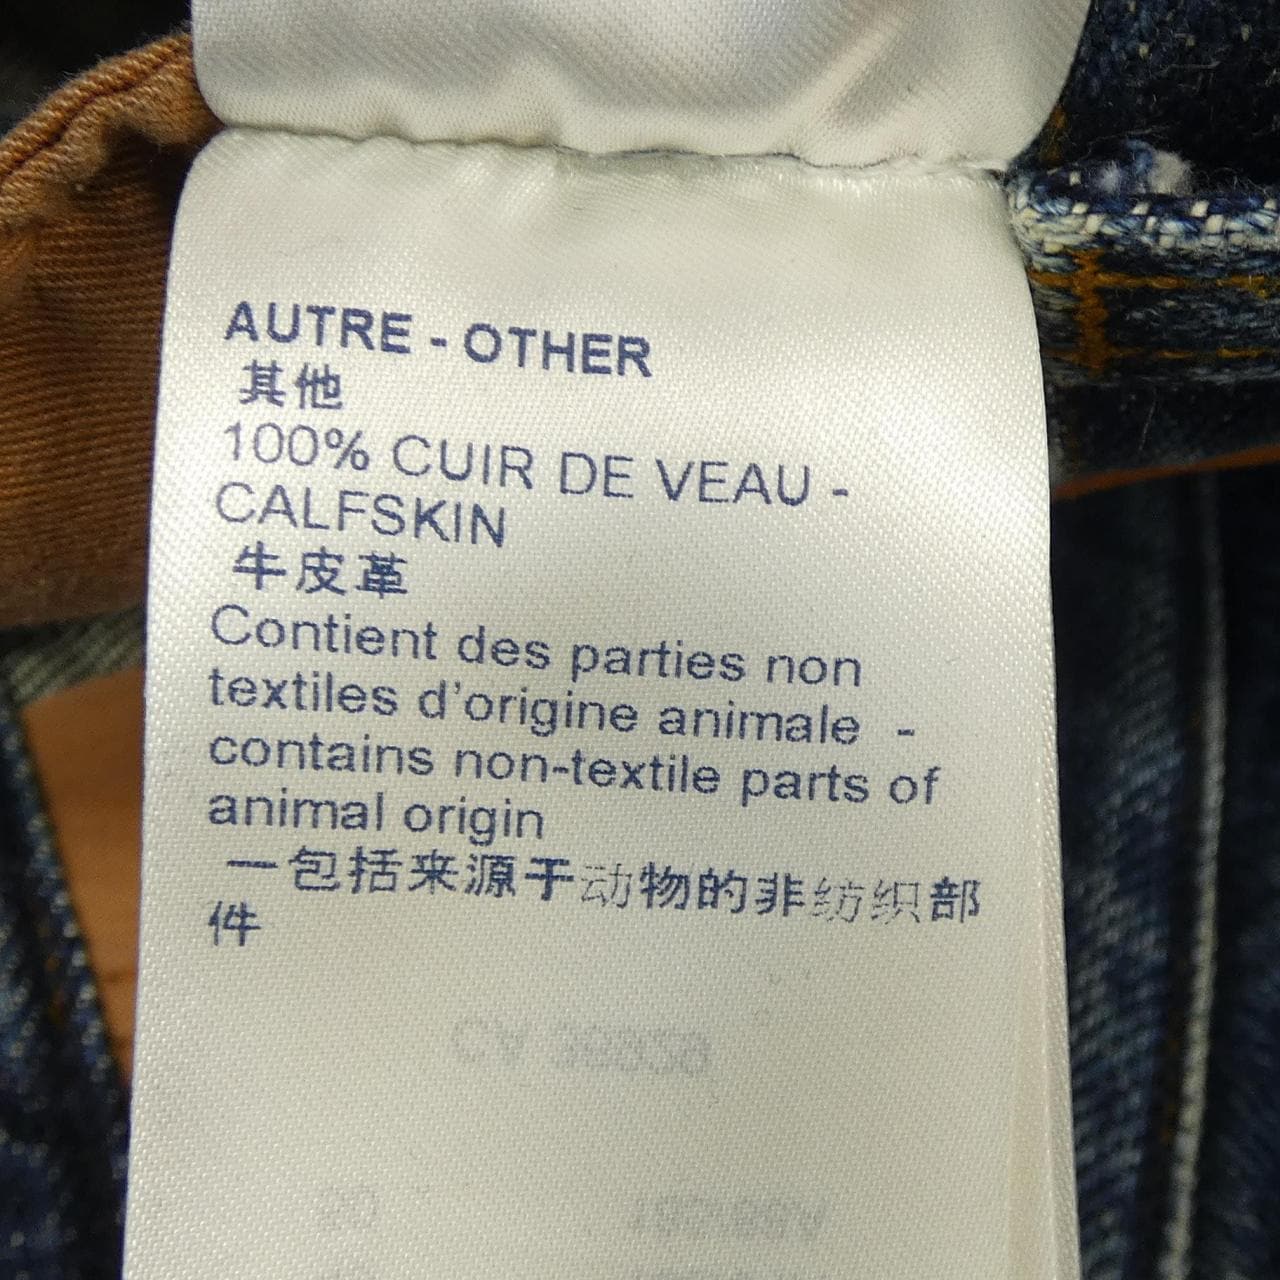 AUTRE - OTHER
其他
100% CUIR DE VEAU -
CALFSKIN
牛皮革
Contient des parties non
textiles d'origine animale -
contains non-textile parts of
animal origin
一包括来源于动物的非纺织部
件